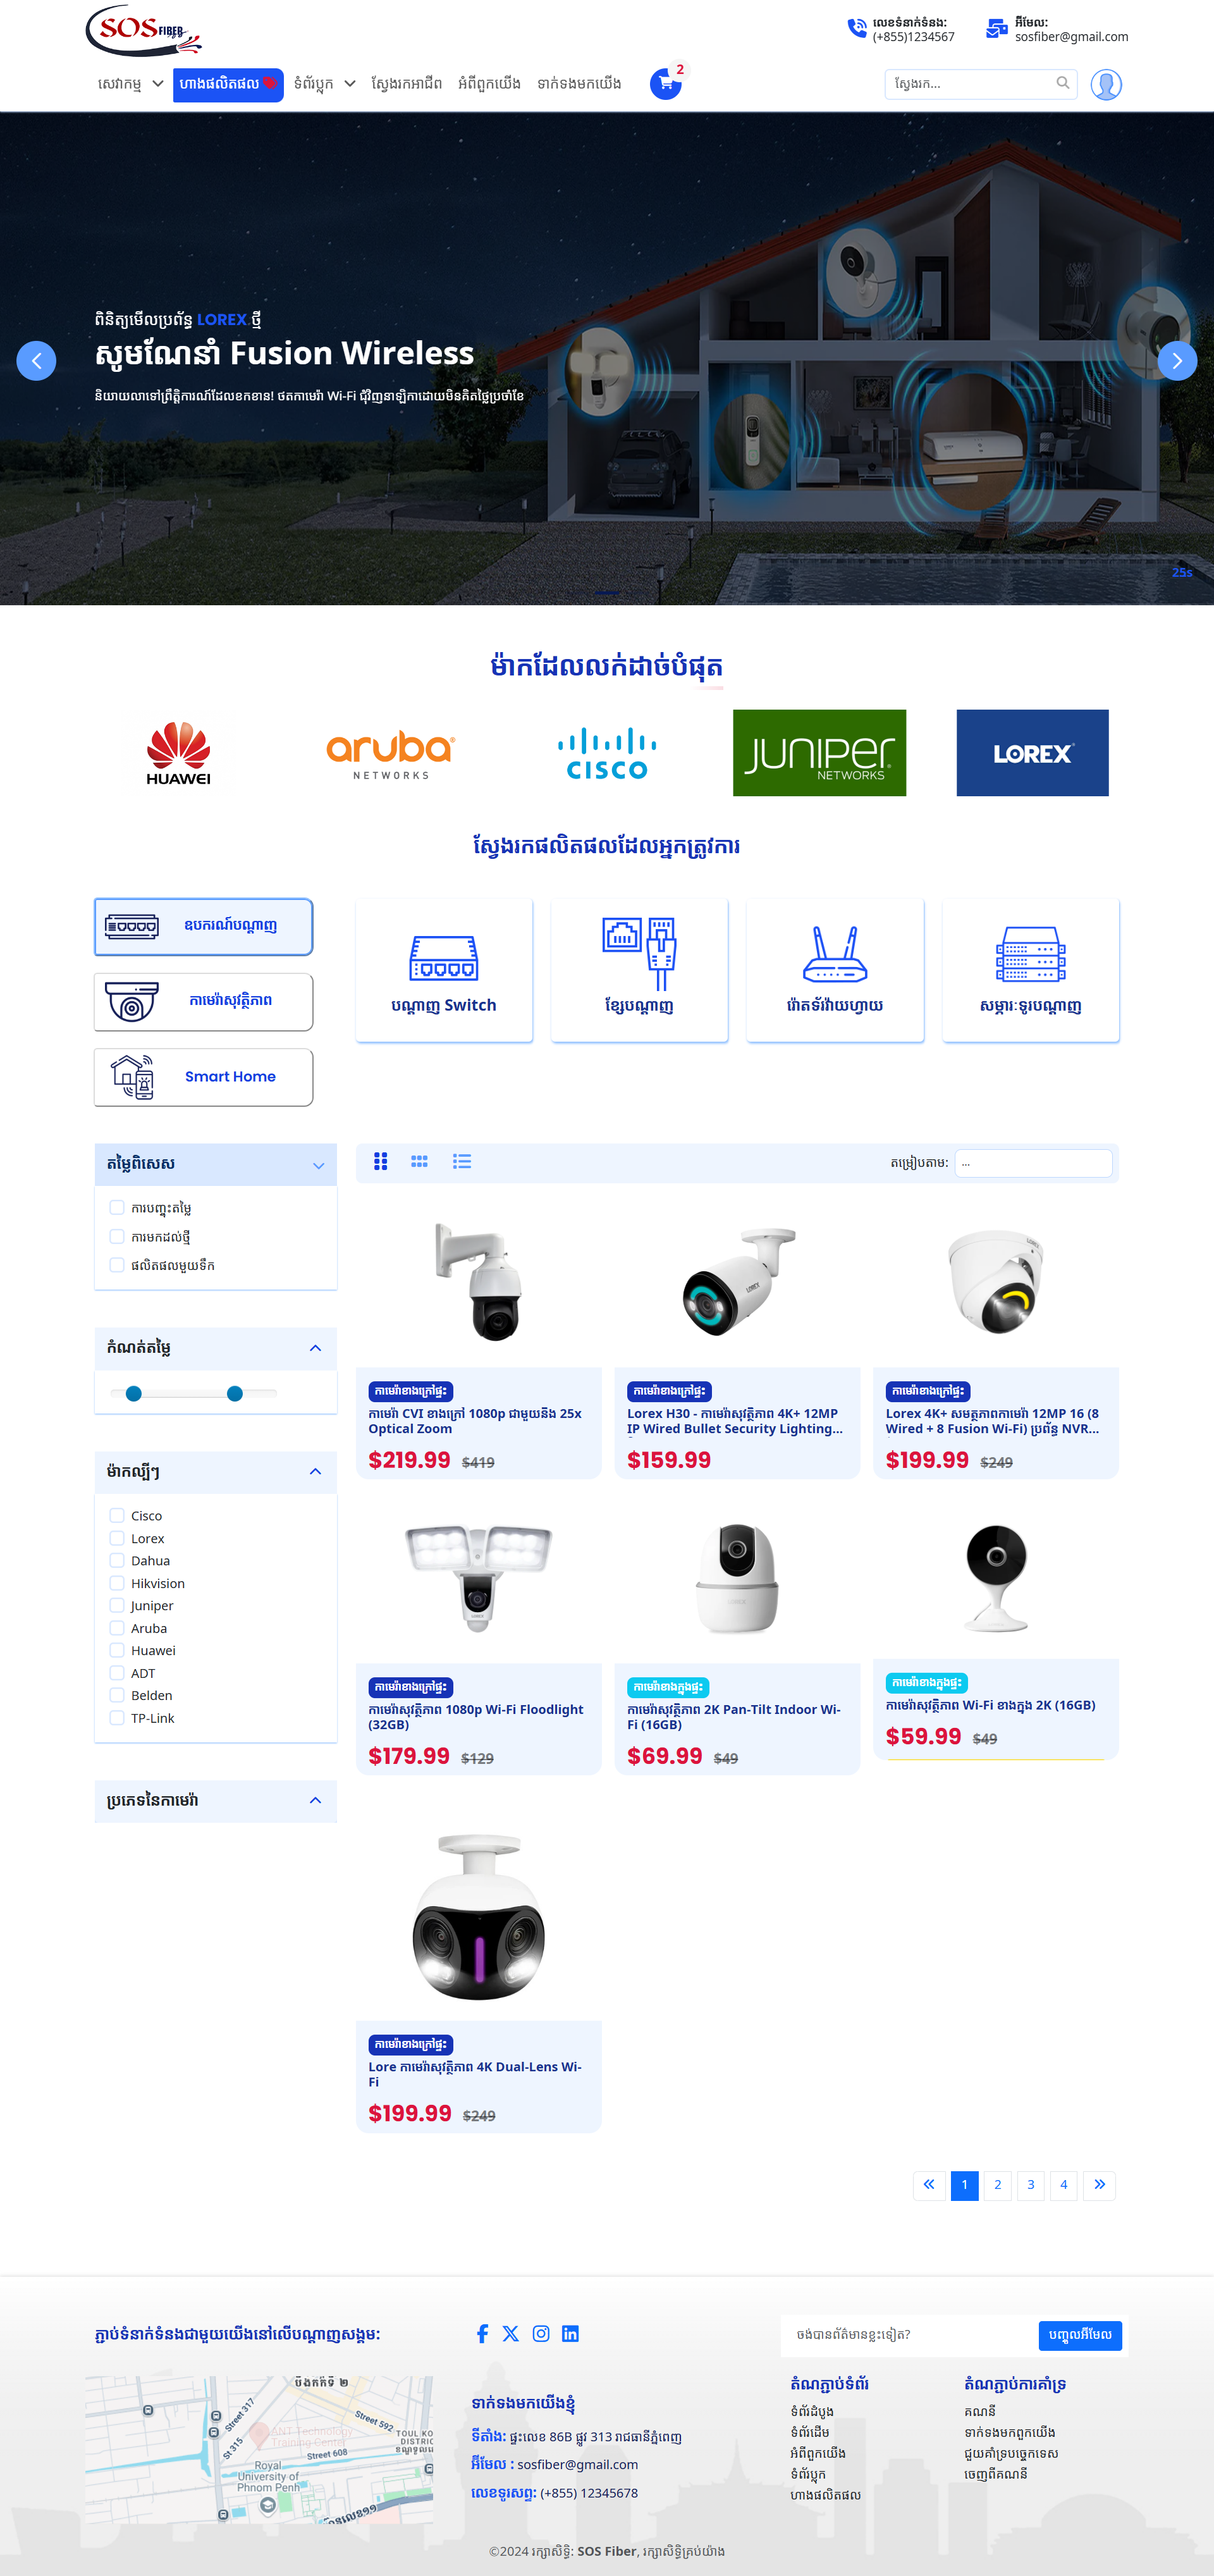 SOS FIBER
លេខទំនាក់ទំនង:
(+855)1234567
អ៊ីមែល:
sosfiber@gmail.com
សេវាកម្ម
ហាងផលិតផល
ទំព័រប្លុក
ស្វែងរកអាជីព
អំពីពួកយើង
ទាក់ទងមកយើង
2
ស្វែងរក...
ពិនិត្យមើលប្រព័ន្ធ LOREX ថ្មី
សូមណែនាំ Fusion Wireless
និយាយលាទៅព្រឹត្តិការណ៍ដែលខកខាន! ថតកាមេរ៉ា Wi-Fi ជុំវិញនាឡិកាដោយមិនគិតថ្លៃប្រចាំខែ
25s
ម៉ាកដែលលក់ដាច់បំផុត
HUAWEI
aruba NETWORKS
CISCO
JUNIPER NETWORKS
LOREX
ស្វែងរកផលិតផលដែលអ្នកត្រូវការ
ឧបករណ៍បណ្តាញ
កាមេរ៉ាសុវត្ថិភាព
Smart Home
បណ្តាញ Switch
ខ្សែបណ្តាញ
រ៉ោតទ័រវ៉ាយហ្វាយ
សម្ភារៈទូរបណ្តាញ
តម្លៃពិសេស
ការបញ្ចុះតម្លៃ
ការមកដល់ថ្មី
ផលិតផលមួយទឹក
កំណត់តម្លៃ
ម៉ាកល្បីៗ
Cisco
Lorex
Dahua
Hikvision
Juniper
Aruba
Huawei
ADT
Belden
TP-Link
ប្រភេទនៃកាមេរ៉ា
តម្រៀបតាម:
...
កាមេរ៉ាខាងក្រៅផ្ទះ
កាមេរ៉ា CVI ខាងក្រៅ 1080p ជាមួយនឹង 25x
Optical Zoom
$219.99 $419
កាមេរ៉ាខាងក្រៅផ្ទះ
Lorex H30 - កាមេរ៉ាសុវត្ថិភាព 4K+ 12MP
IP Wired Bullet Security Lighting...
$159.99
កាមេរ៉ាខាងក្រៅផ្ទះ
Lorex 4K+ សមត្ថភាពកាមេរ៉ា 12MP 16 (8
Wired + 8 Fusion Wi-Fi) ប្រព័ន្ធ NVR...
$199.99 $249
កាមេរ៉ាខាងក្រៅផ្ទះ
កាមេរ៉ាសុវត្ថិភាព 1080p Wi-Fi Floodlight
(32GB)
$179.99 $129
កាមេរ៉ាខាងក្នុងផ្ទះ
កាមេរ៉ាសុវត្ថិភាព 2K Pan-Tilt Indoor Wi-
Fi (16GB)
$69.99 $49
កាមេរ៉ាខាងក្នុងផ្ទះ
កាមេរ៉ាសុវត្ថិភាព Wi-Fi ខាងក្នុង 2K (16GB)
$59.99 $49
កាមេរ៉ាខាងក្រៅផ្ទះ
Lore កាមេរ៉ាសុវត្ថិភាព 4K Dual-Lens Wi-
Fi
$199.99 $249
1 2 3 4
ភ្ជាប់ទំនាក់ទំនងជាមួយយើងនៅលើបណ្តាញសង្គម:
ចង់បានព័ត៌មានខ្លះទៀត?
បញ្ចូលអ៊ីមែល
បឹងកក់ទី ២
Street 317
Street 592
St 315
ANT Technology
Training Center
Street 608
TOUL KO
DISTRIC
Royal
University of
Phnom Penh
ទាក់ទងមកយើងខ្ញុំ
ទីតាំង: ផ្ទះលេខ 86B ផ្លូវ 313 រាជធានីភ្នំពេញ
អ៊ីមែល : sosfiber@gmail.com
លេខទូរសព្ទ: (+855) 12345678
តំណភ្ជាប់ទំព័រ
ទំព័រដំបូង
ទំព័រដើម
អំពីពួកយើង
ទំព័រប្លុក
ហាងផលិតផល
តំណភ្ជាប់ការគាំទ្រ
គណនី
ទាក់ទងមកពួកយើង
ជួយគាំទ្របច្ចេកទេស
ចេញពីគណនី
©2024 រក្សាសិទ្ធិ: SOS Fiber, រក្សាសិទ្ធិគ្រប់យ៉ាង